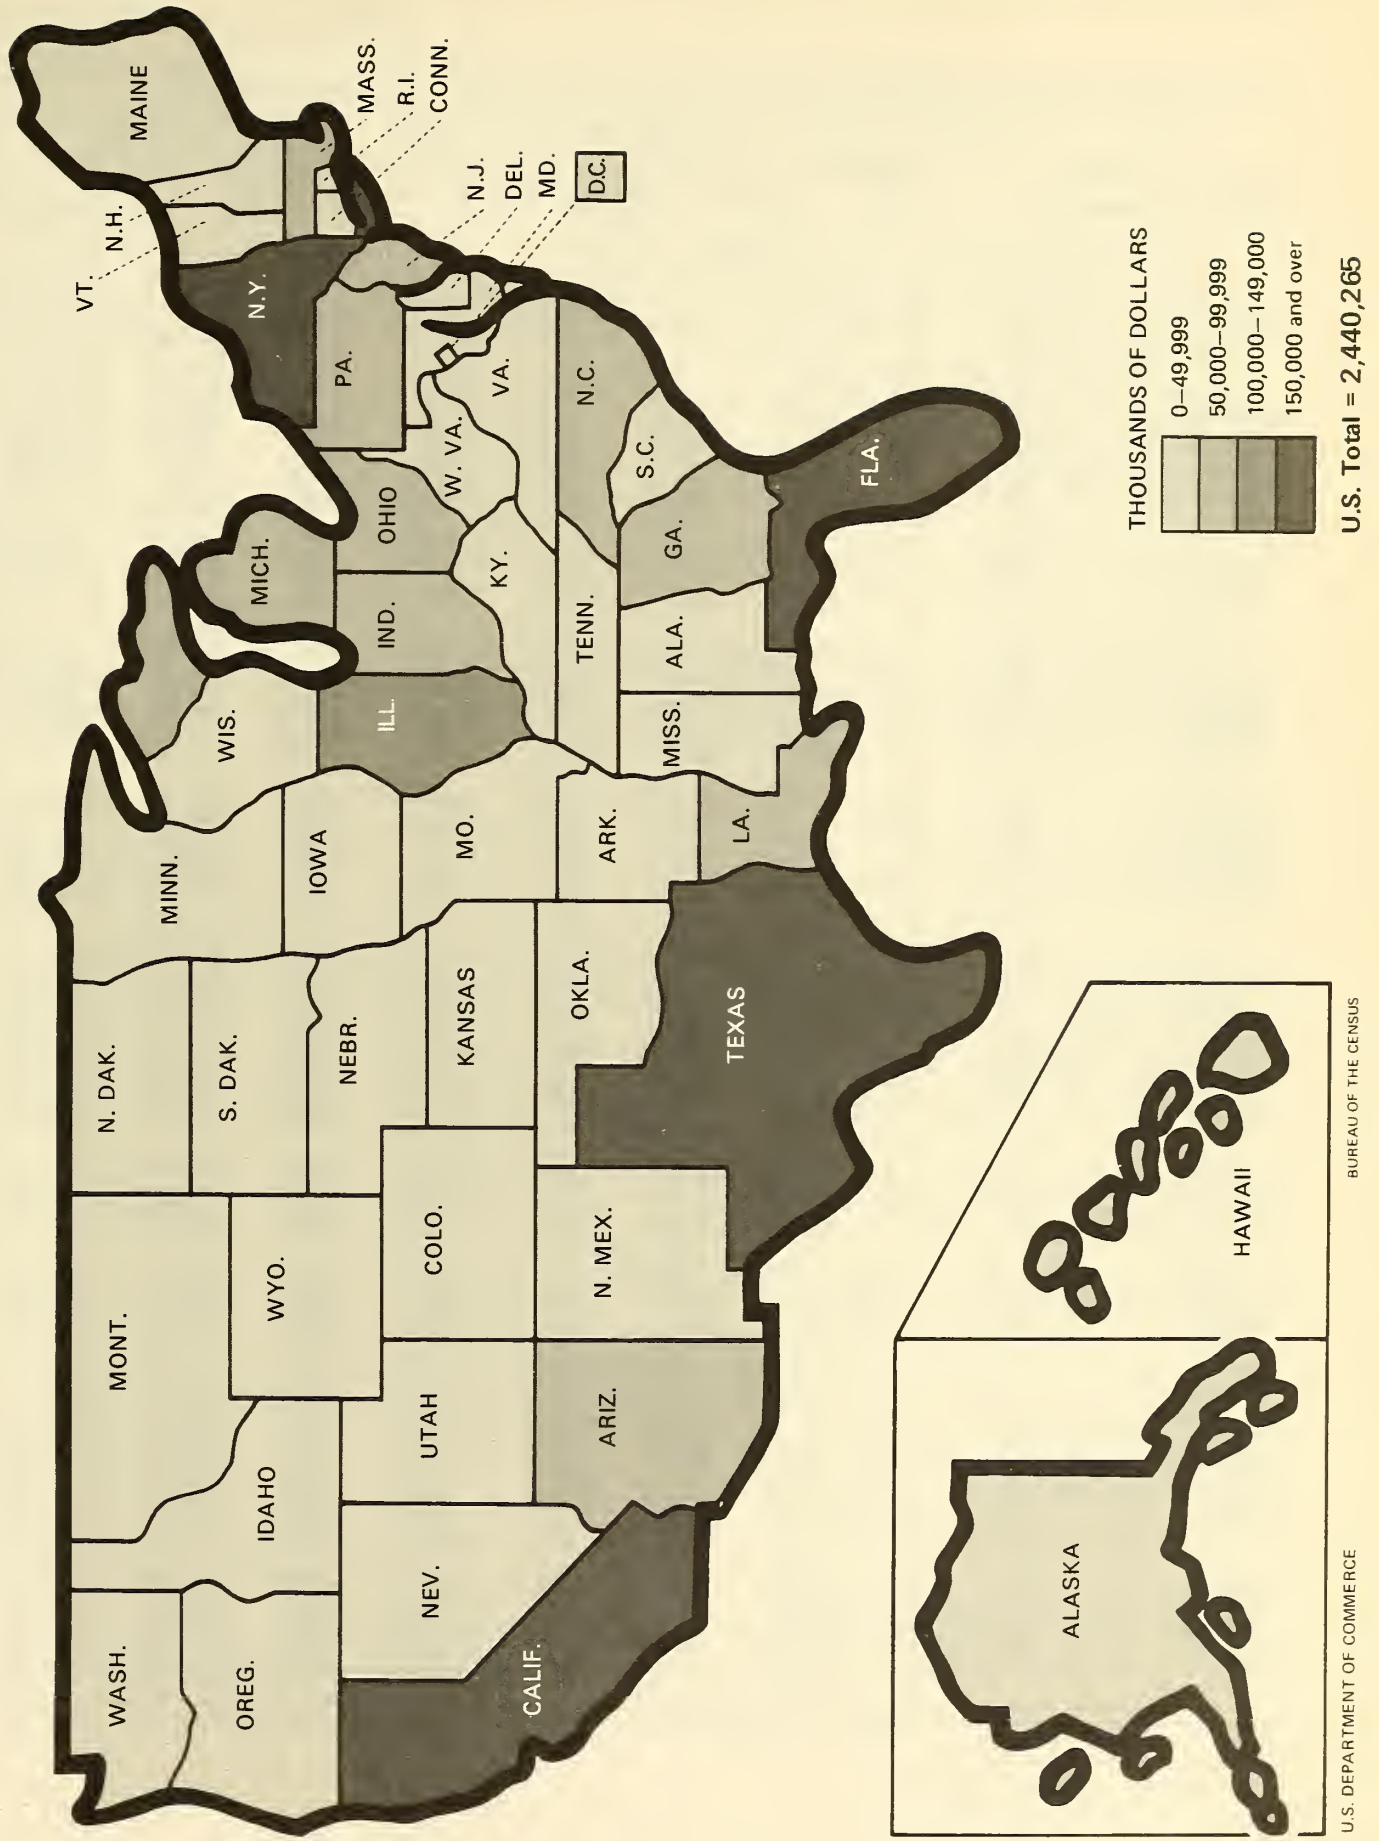 WASH.
OREG.
CALIF.
NEV.
IDAHO
MONT.
WYO.
UTAH
ARIZ.
COLO.
N. MEX.
N. DAK.
S. DAK.
NEBR.
KANSAS
OKLA.
TEXAS
MINN.
IOWA
MO.
ARK.
LA.
WIS.
ILL.
MICH.
IND.
OHIO
KY.
TENN.
MISS.
ALA.
GA.
FLA.
S.C.
N.C.
VA.
W. VA.
PA.
N.Y.
VT.
N.H.
MAINE
MASS.
R.I.
CONN.
N.J.
DEL.
MD.
D.C.
ALASKA
HAWAII
THOUSANDS OF DOLLARS
0–49,999
50,000–99,999
100,000–149,000
150,000 and over
U.S. Total = 2,440,265
U.S. DEPARTMENT OF COMMERCE
BUREAU OF THE CENSUS